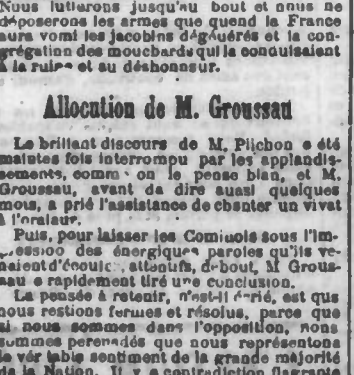 Nous lutterons jusqu'au bout et nous ne
déposerons les armes que quand la France
aura vomi les jacobins dégénérés et la con-
grégation des mouchards qui la conduisaient
à la ruine et au déshonneur.
Allocution de M. Groussau
Le brillant discours de M. Plichon a été
maintes fois interrompu par les applaudis-
sements, comme on le pense bien, et M.
Groussau, avant de dire aussi quelques
mots, a prié l'assistance de chanter un vivat
à l'orateur.
Puis, pour laisser les Cominois sous l'im-
pression des énergiques paroles qu'ils ve-
naient d'écouter, attentifs, debout, M Grous-
sau a rapidement tiré une conclusion.
La pensée à retenir, s'est-il écrié, est que
nous restions fermes et résolus, parce que
si nous sommes dans l'opposition, nous
sommes persuadés que nous représentons
le véritable sentiment de la grande majorité
de la Nation. Il y a contradiction flagrante